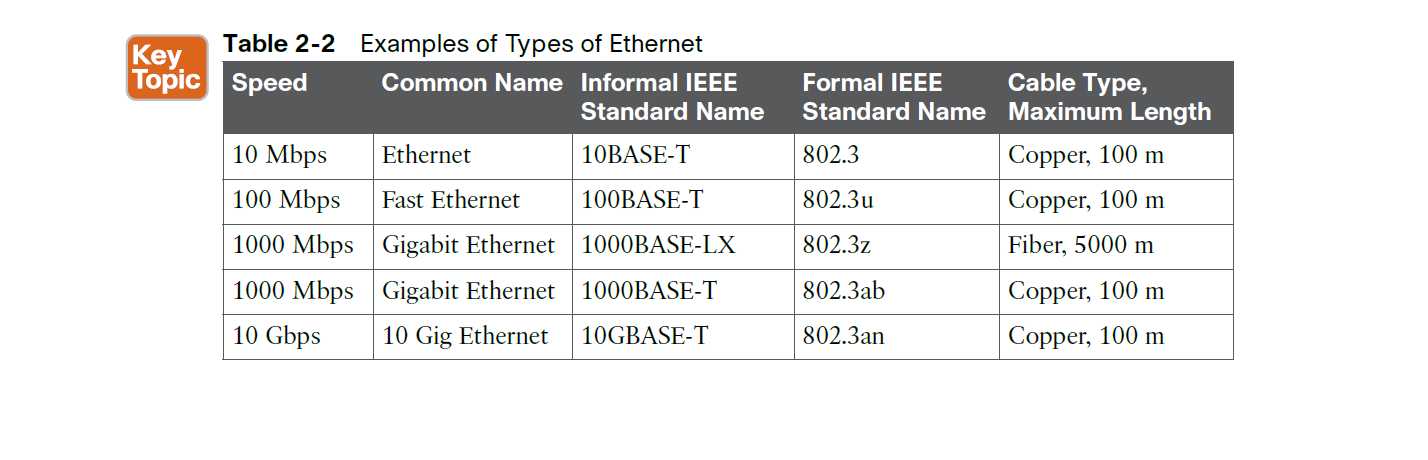 Key
Topic
Table 2-2 Examples of Types of Ethernet
Speed Common Name Informal IEEE Standard Name Formal IEEE Standard Name Cable Type, Maximum Length
10 Mbps Ethernet 10BASE-T 802.3 Copper, 100 m
100 Mbps Fast Ethernet 100BASE-T 802.3u Copper, 100 m
1000 Mbps Gigabit Ethernet 1000BASE-LX 802.3z Fiber, 5000 m
1000 Mbps Gigabit Ethernet 1000BASE-T 802.3ab Copper, 100 m
10 Gbps 10 Gig Ethernet 10GBASE-T 802.3an Copper, 100 m